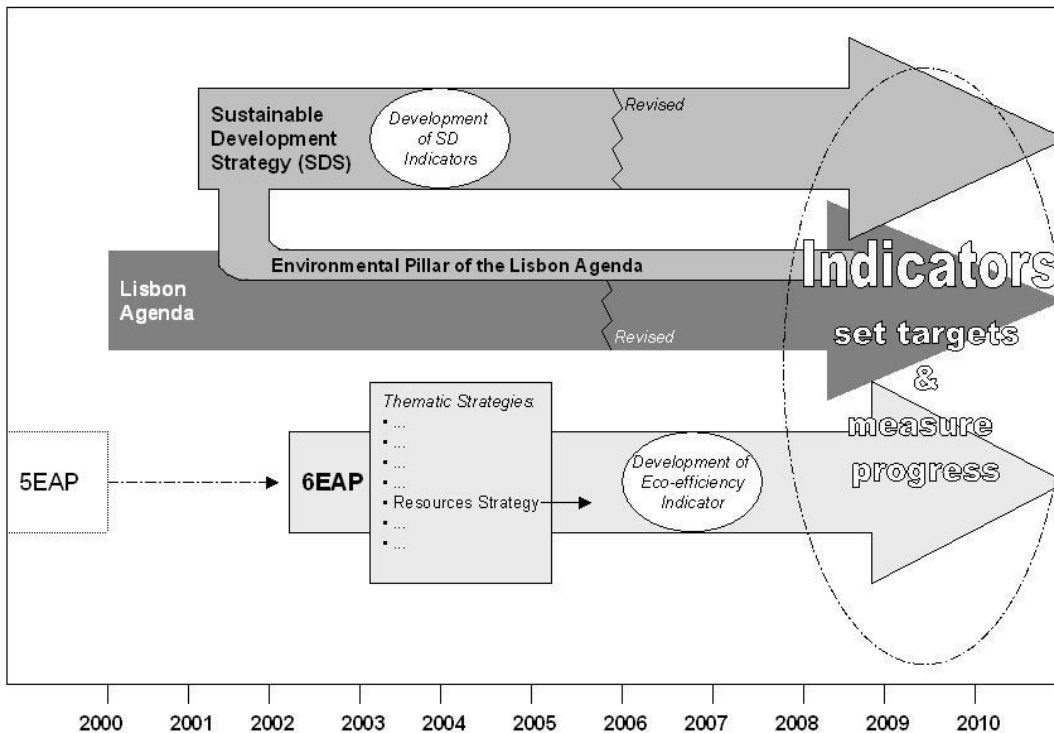 Sustainable
Development
Strategy (SDS)
Development
of SD
Indicators
Revised
Environmental Pillar of the Lisbon Agenda
Lisbon
Agenda
Revised
Indicators
set targets
&
measure
progress
5EAP
6EAP
Thematic Strategies:
▪ ...
▪ ...
▪ ...
▪ ...
▪ Resources Strategy
▪ ...
▪ ...
Development of
Eco-efficiency
Indicator
2000 2001 2002 2003 2004 2005 2006 2007 2008 2009 2010